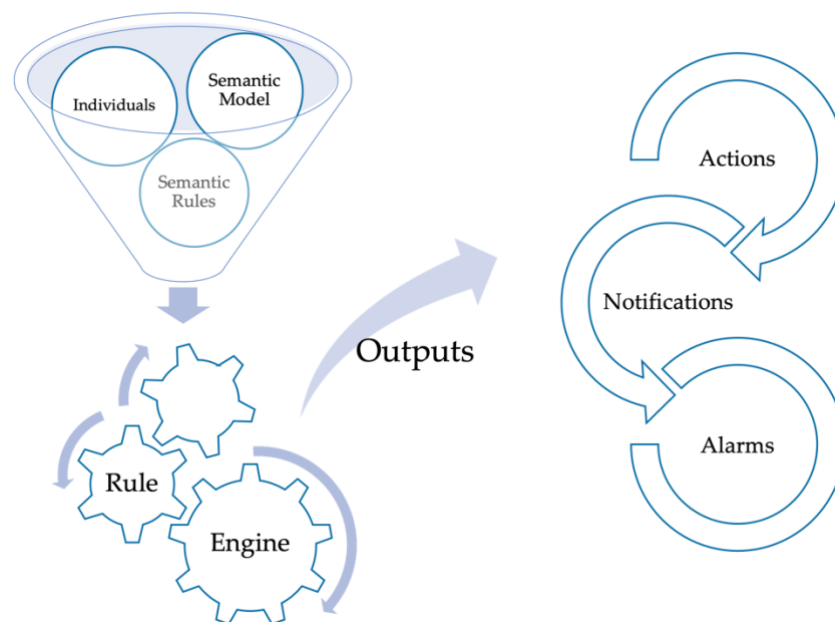 Individuals
Semantic
Model
Semantic
Rules
Rule
Engine
Outputs
Actions
Notifications
Alarms